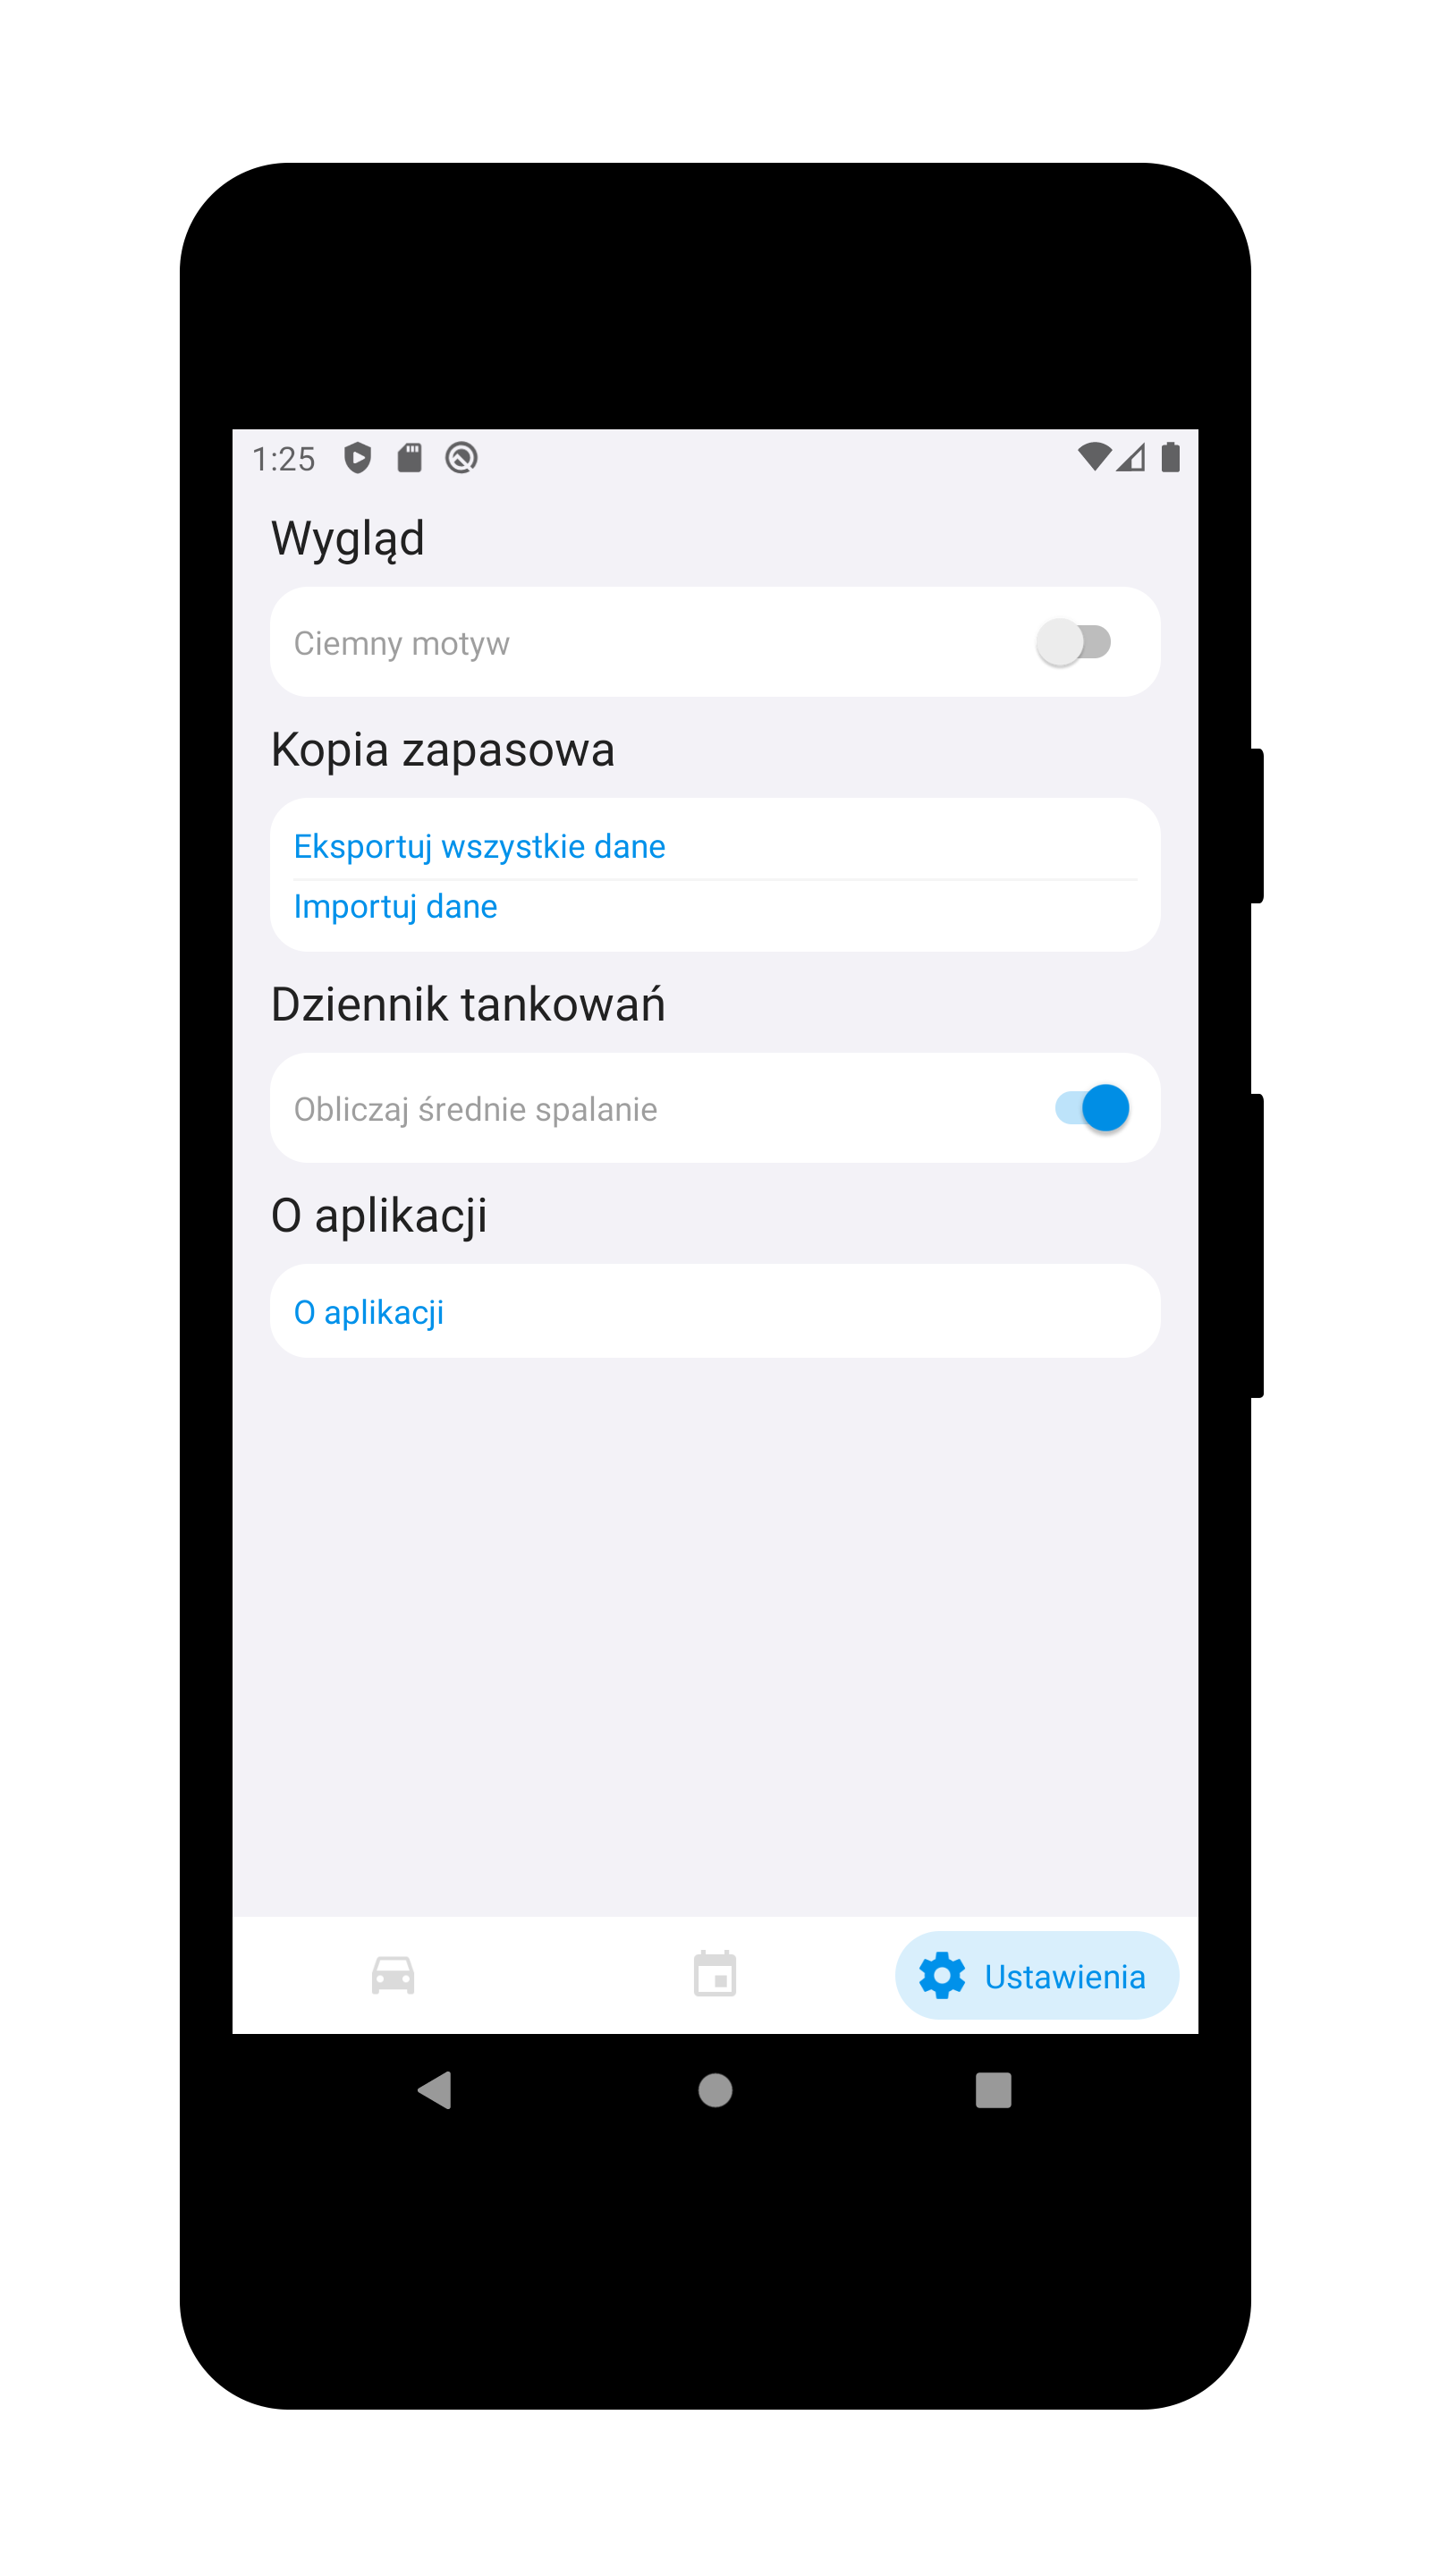 1:25
Wygląd
Ciemny motyw
Kopia zapasowa
Eksportuj wszystkie dane
Importuj dane
Dziennik tankowań
Obliczaj średnie spalanie
O aplikacji
O aplikacji
Ustawienia